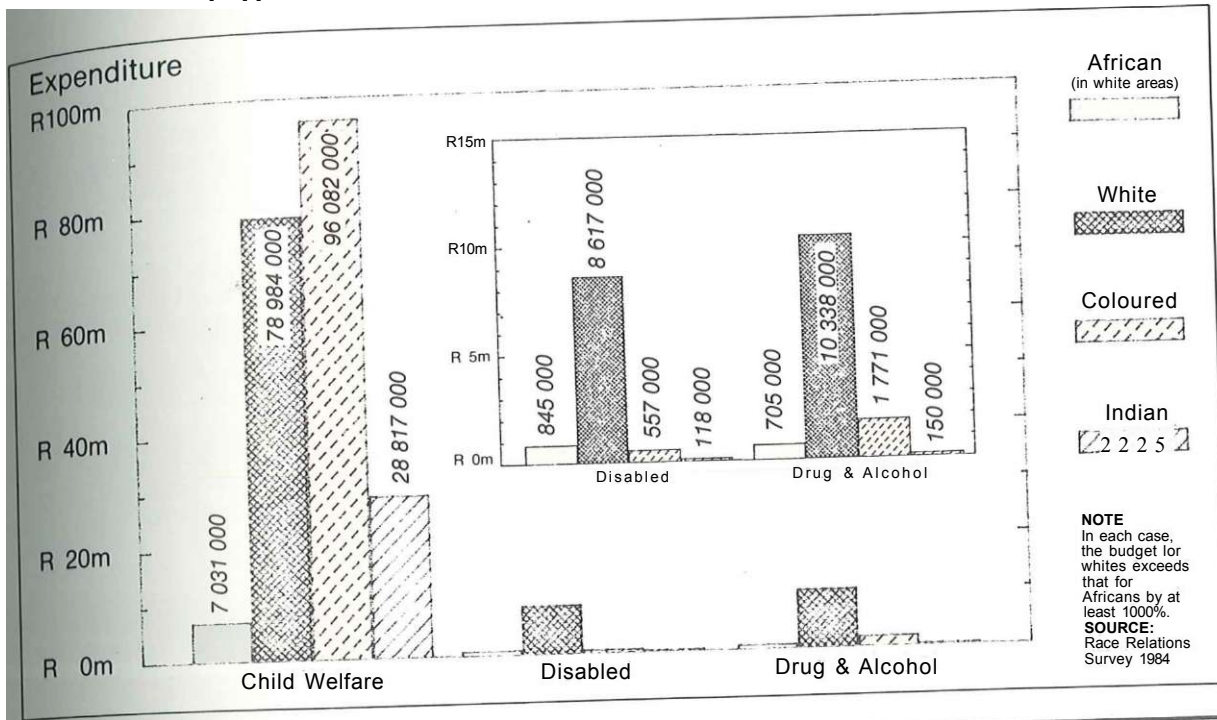 Expenditure
R100m
R 80m
R 60m
R 40m
R 20m
R 0m
7 031 000
78 984 000
96 082 000
28 817 000
Child Welfare
Disabled
Drug & Alcohol
R15m
R10m
R 5m
R 0m
845 000
8 617 000
557 000
118 000
Disabled
705 000
10 338 000
1 771 000
150 000
Drug & Alcohol
African
(in white areas)
White
Coloured
Indian
2 2 2 5
NOTE
In each case,
the budget lor
whites exceeds
that for
Africans by at
least 1000%.
SOURCE:
Race Relations
Survey 1984